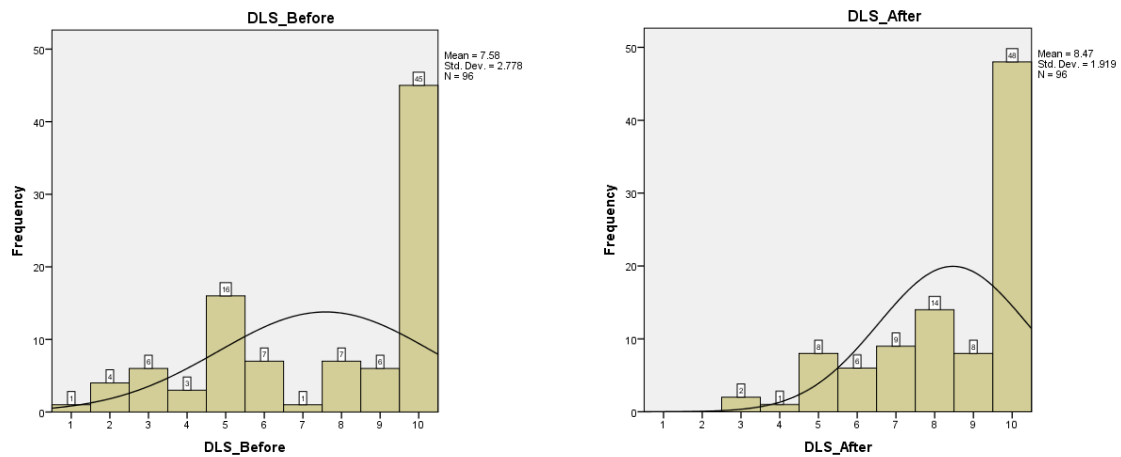 DLS_Before
50
40
30
20
10
0
Frequency
1
4
6
3
16
7
1
7
6
45
1 2 3 4 5 6 7 8 9 10
DLS_Before
Mean = 7.58
Std. Dev. = 2.778
N = 96
DLS_After
50
40
30
20
10
0
Frequency
2
1
8
6
9
14
8
48
1 2 3 4 5 6 7 8 9 10
DLS_After
Mean = 8.47
Std. Dev. = 1.919
N = 96